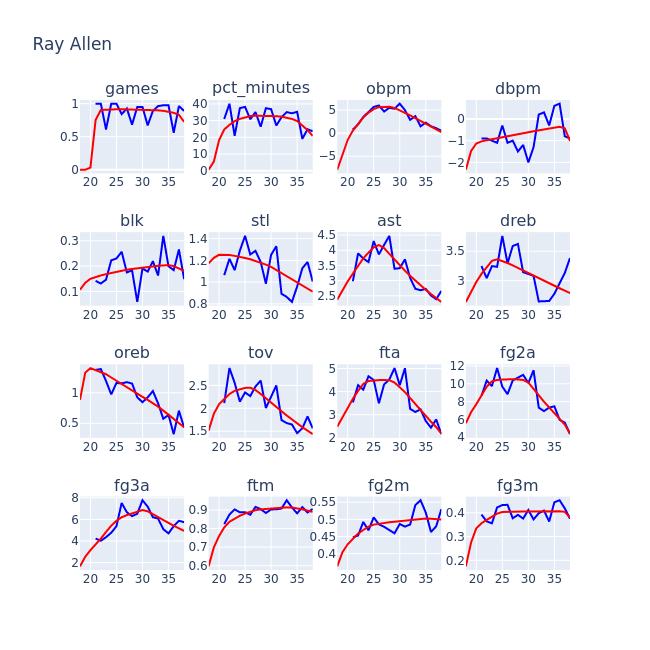 Ray Allen
games pct_minutes obpm dbpm
1 0.5 0 40 30 20 10 0 5 0 −5 0 −1 −2
20 25 30 35 20 25 30 35 20 25 30 35 20 25 30 35
blk stl ast dreb
0.3 0.2 0.1 1.4 1.2 1 0.8 4.5 4 3.5 3 2.5 3.5 3
20 25 30 35 20 25 30 35 20 25 30 35 20 25 30 35
oreb tov fta fg2a
1 0.5 2.5 2 1.5 5 4 3 2 12 10 8 6 4
20 25 30 35 20 25 30 35 20 25 30 35 20 25 30 35
fg3a ftm fg2m fg3m
8 6 4 2 0.9 0.8 0.7 0.6 0.55 0.5 0.45 0.4 0.4 0.3 0.2
20 25 30 35 20 25 30 35 20 25 30 35 20 25 30 35